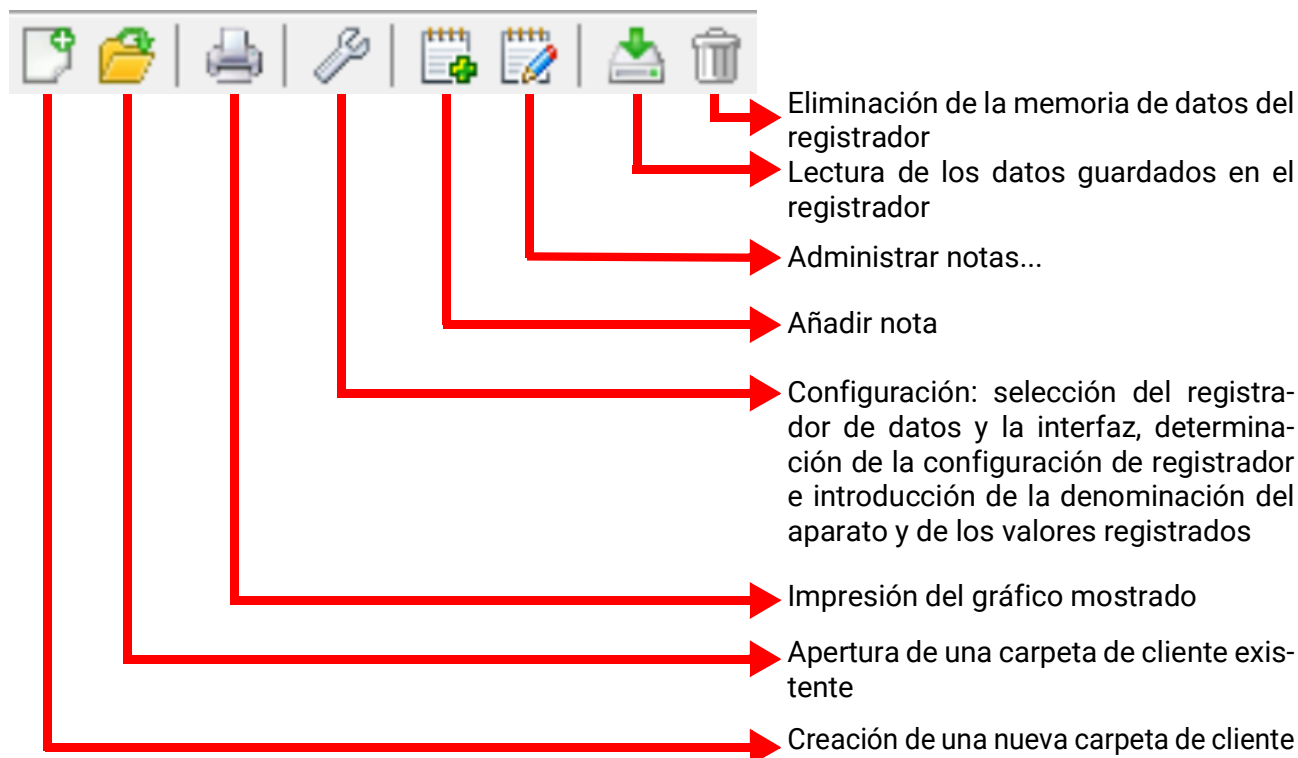 Eliminación de la memoria de datos del
registrador
Lectura de los datos guardados en el
registrador
Administrar notas...
Añadir nota
Configuración: selección del registra-
dor de datos y la interfaz, determina-
ción de la configuración de registrador
e introducción de la denominación del
aparato y de los valores registrados
Impresión del gráfico mostrado
Apertura de una carpeta de cliente exis-
tente
Creación de una nueva carpeta de cliente